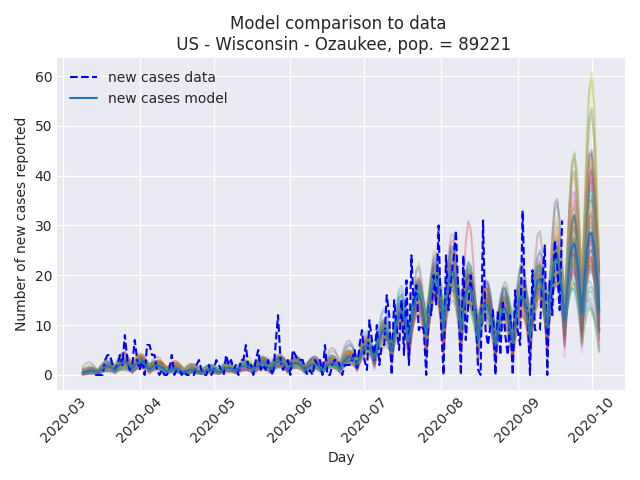 Model comparison to data
US - Wisconsin - Ozaukee, pop. = 89221
new cases data
new cases model
Number of new cases reported
60
50
40
30
20
10
0
2020-03
2020-04
2020-05
2020-06
2020-07
2020-08
2020-09
2020-10
Day